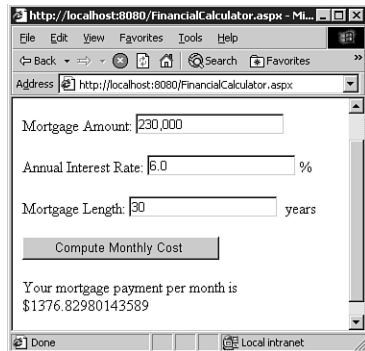 http://localhost:8080/FinancialCalculator.aspx - Mi...
File Edit View Favorites Tools Help
Back Search Favorites »
Address http://localhost:8080/FinancialCalculator.aspx
Mortgage Amount: 230,000
Annual Interest Rate: 6.0 %
Mortgage Length: 30 years
Compute Monthly Cost
Your mortgage payment per month is
$1376.82980143589
Done Local intranet